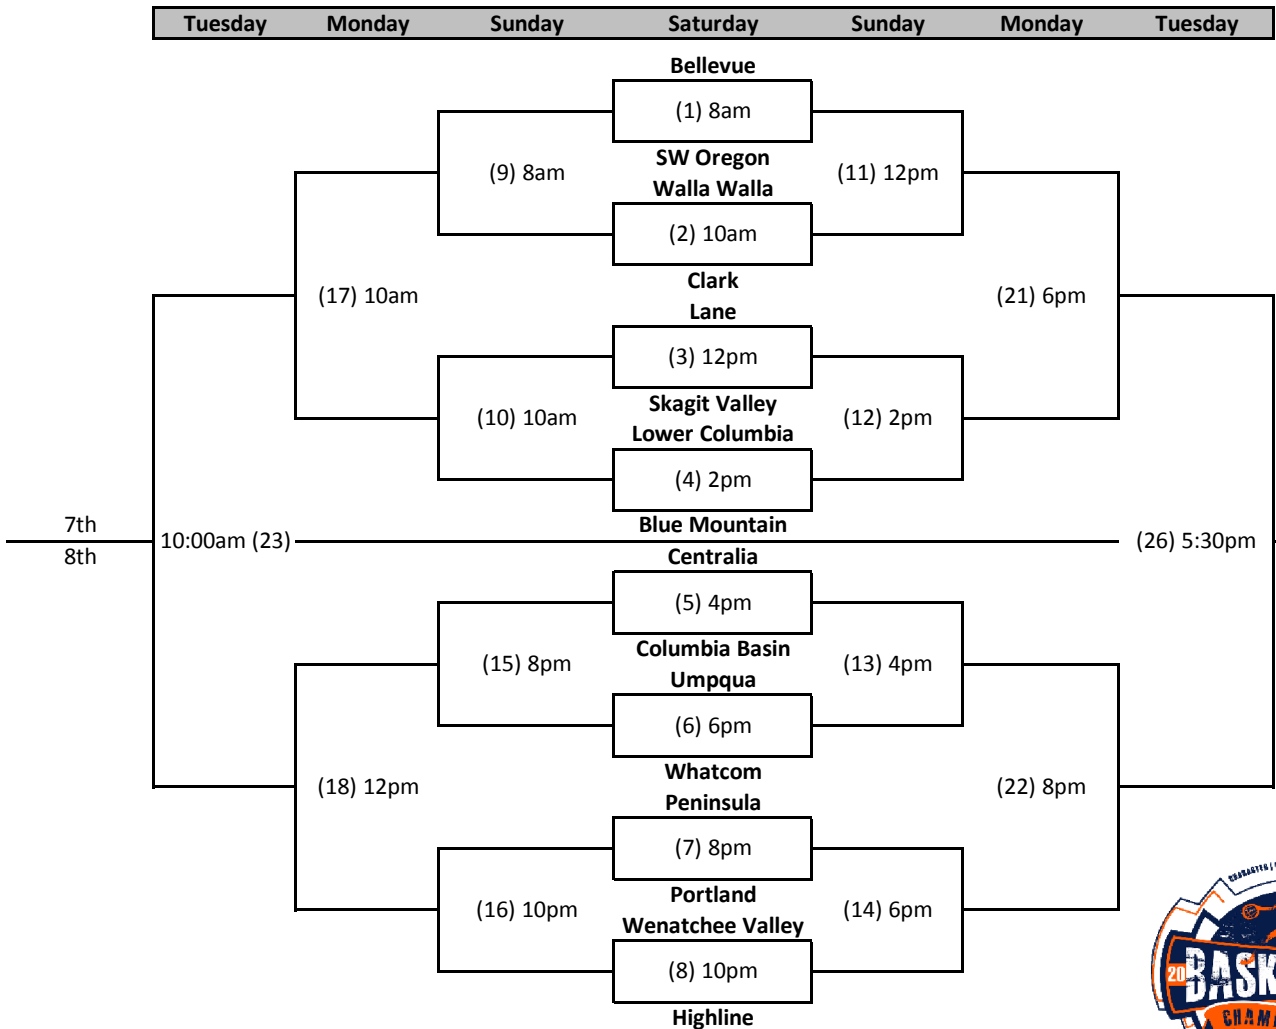 Tuesday Monday Sunday Saturday Sunday Monday Tuesday
Bellevue
(1) 8am
SW Oregon
(9) 8am
(11) 12pm
Walla Walla
(2) 10am
Clark
(17) 10am
(21) 6pm
Lane
(3) 12pm
Skagit Valley
(10) 10am
(12) 2pm
Lower Columbia
(4) 2pm
7th
Blue Mountain
10:00am (23)
(26) 5:30pm
8th
Centralia
(5) 4pm
Columbia Basin
(15) 8pm
(13) 4pm
Umpqua
(6) 6pm
Whatcom
(18) 12pm
(22) 8pm
Peninsula
(7) 8pm
Portland
(16) 10pm
(14) 6pm
Wenatchee Valley
(8) 10pm
Highline
20
BASK
CHAM